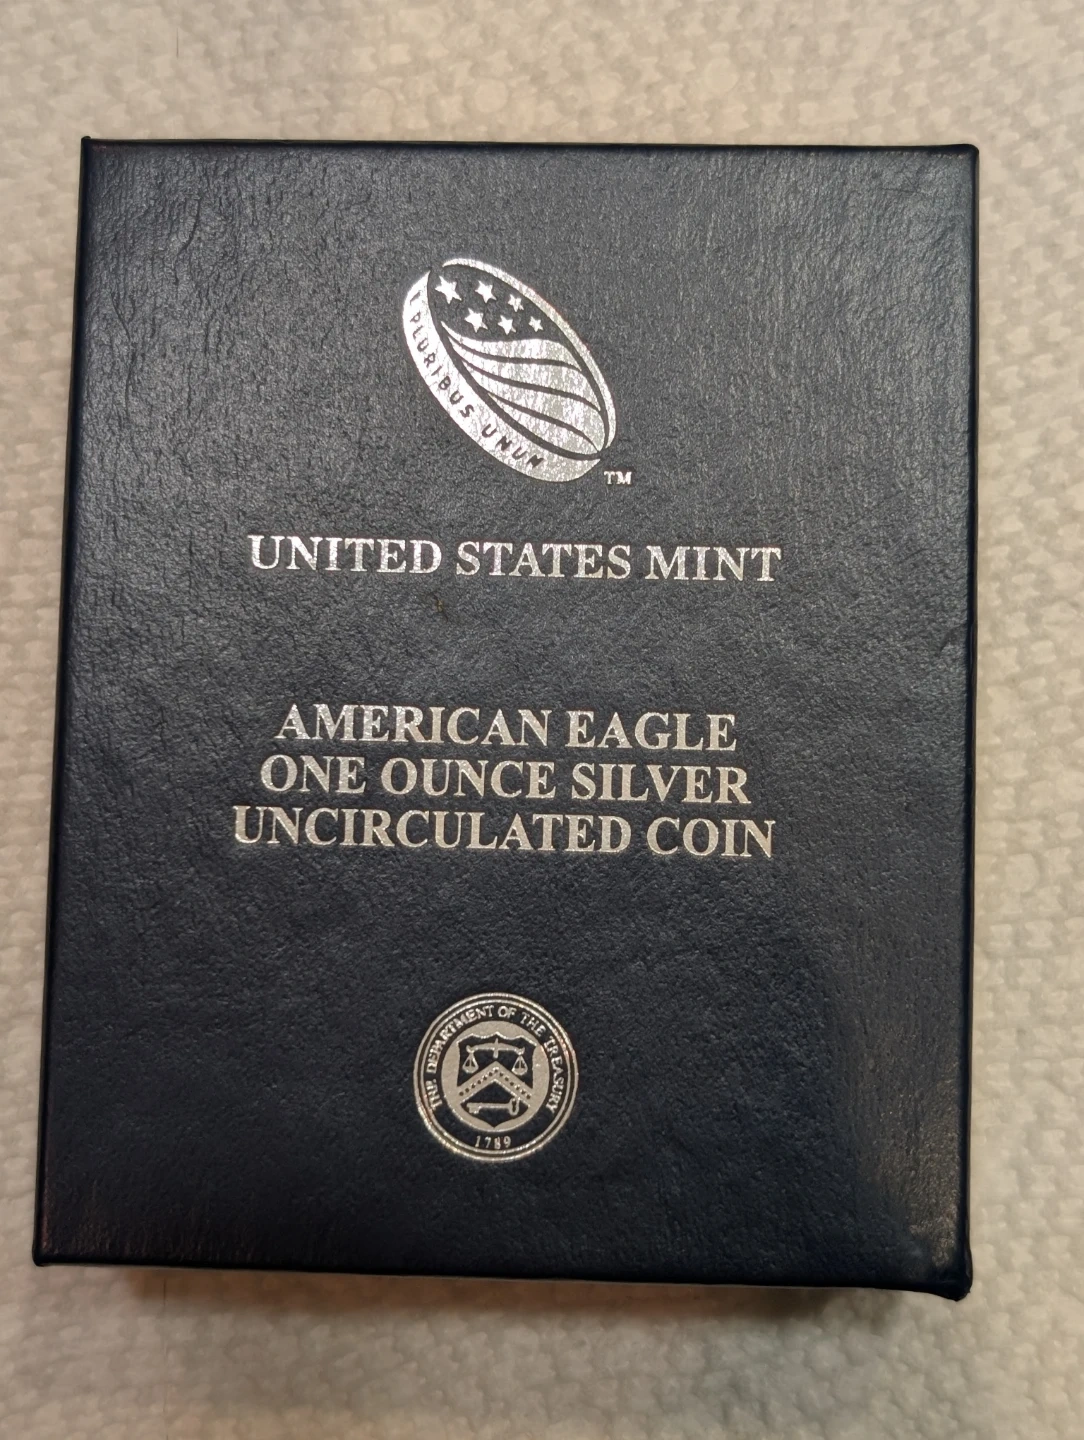 E PLURIBUS UNUM
TM
UNITED STATES MINT
AMERICAN EAGLE
ONE OUNCE SILVER
UNCIRCULATED COIN
THE DEPARTMENT OF THE TREASURY
1789